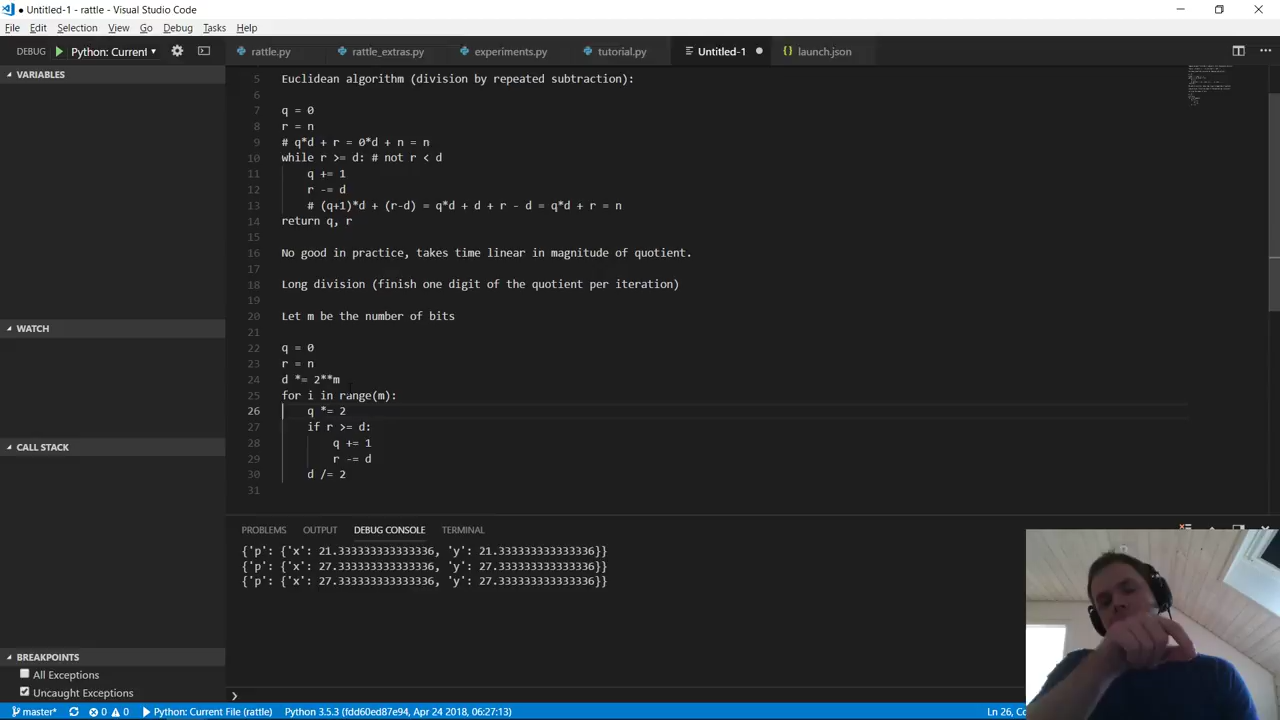 ● Untitled-1 - rattle - Visual Studio Code
File Edit Selection View Go Debug Tasks Help
DEBUG Python: Current
rattle.py rattle_extras.py experiments.py tutorial.py Untitled-1 launch.json
VARIABLES
WATCH
CALL STACK
BREAKPOINTS
All Exceptions
Uncaught Exceptions
5 Euclidean algorithm (division by repeated subtraction):
6
7 q = 0
8 r = n
9 # q*d + r = 0*d + n = n
10 while r >= d: # not r < d
11 q += 1
12 r -= d
13 # (q+1)*d + (r-d) = q*d + d + r - d = q*d + r = n
14 return q, r
15
16 No good in practice, takes time linear in magnitude of quotient.
17
18 Long division (finish one digit of the quotient per iteration)
19
20 Let m be the number of bits
21
22 q = 0
23 r = n
24 d *= 2**m
25 for i in range(m):
26 q *= 2
27 if r >= d:
28 q += 1
29 r -= d
30 d /= 2
31
PROBLEMS OUTPUT DEBUG CONSOLE TERMINAL
{'p': {'x': 21.333333333333336, 'y': 21.333333333333336}}
{'p': {'x': 27.333333333333336, 'y': 27.333333333333336}}
{'p': {'x': 27.333333333333336, 'y': 27.333333333333336}}
master* 0 0 Python: Current File (rattle) Python 3.5.3 (fdd60ed87e94, Apr 24 2018, 06:27:13) Ln 26,